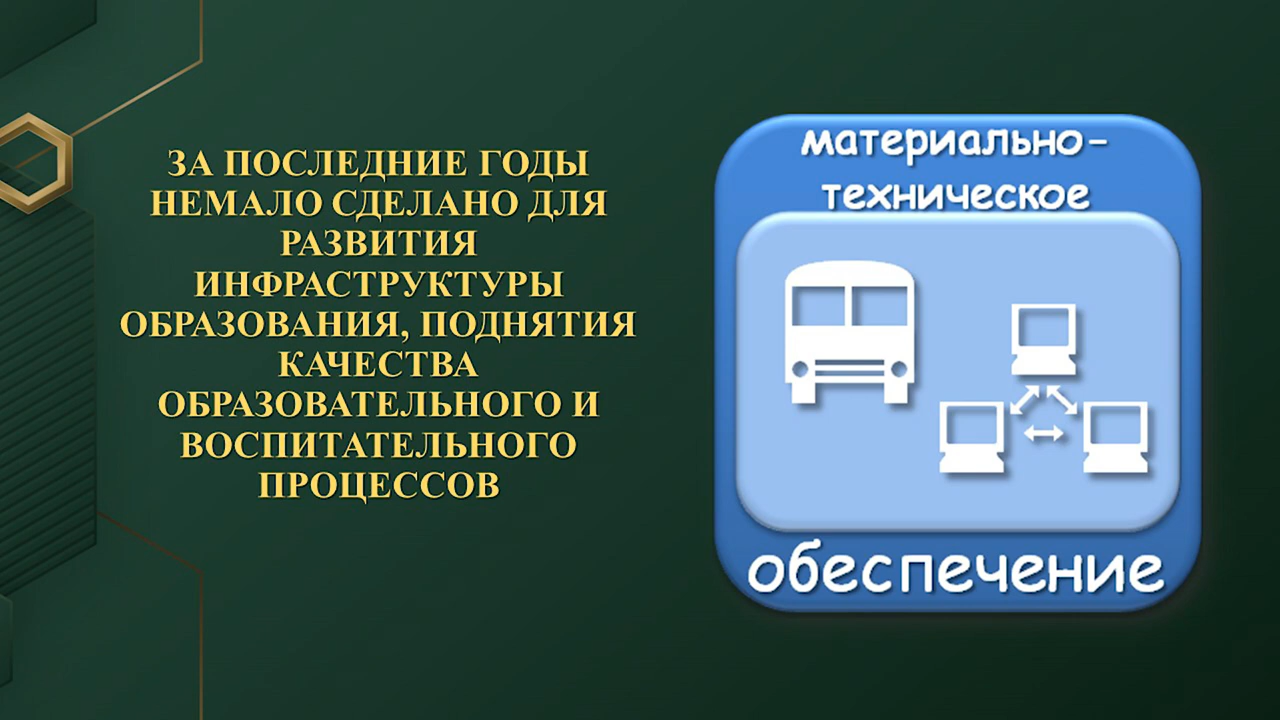 ЗА ПОСЛЕДНИЕ ГОДЫ
НЕМАЛО СДЕЛАНО ДЛЯ
РАЗВИТИЯ
ИНФРАСТРУКТУРЫ
ОБРАЗОВАНИЯ, ПОДНЯТИЯ
КАЧЕСТВА
ОБРАЗОВАТЕЛЬНОГО И
ВОСПИТАТЕЛЬНОГО
ПРОЦЕССОВ
материально-
техническое
обеспечение